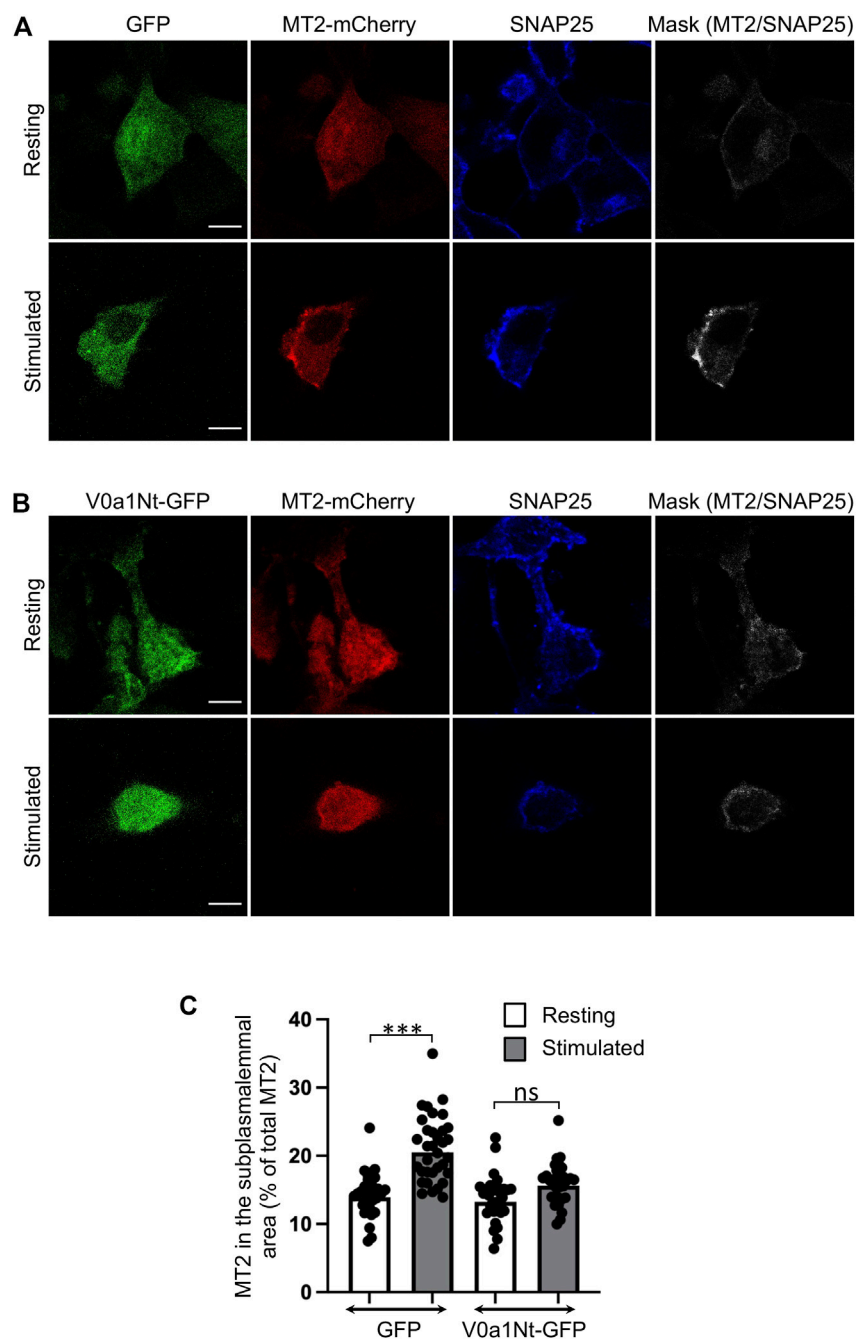 A
GFP
MT2-mCherry
SNAP25
Mask (MT2/SNAP25)
Resting
Stimulated
B
V0a1Nt-GFP
MT2-mCherry
SNAP25
Mask (MT2/SNAP25)
Resting
Stimulated
C
MT2 in the subplasmalemmal
area (% of total MT2)
40
30
20
10
0
***
ns
Resting
Stimulated
GFP
V0a1Nt-GFP